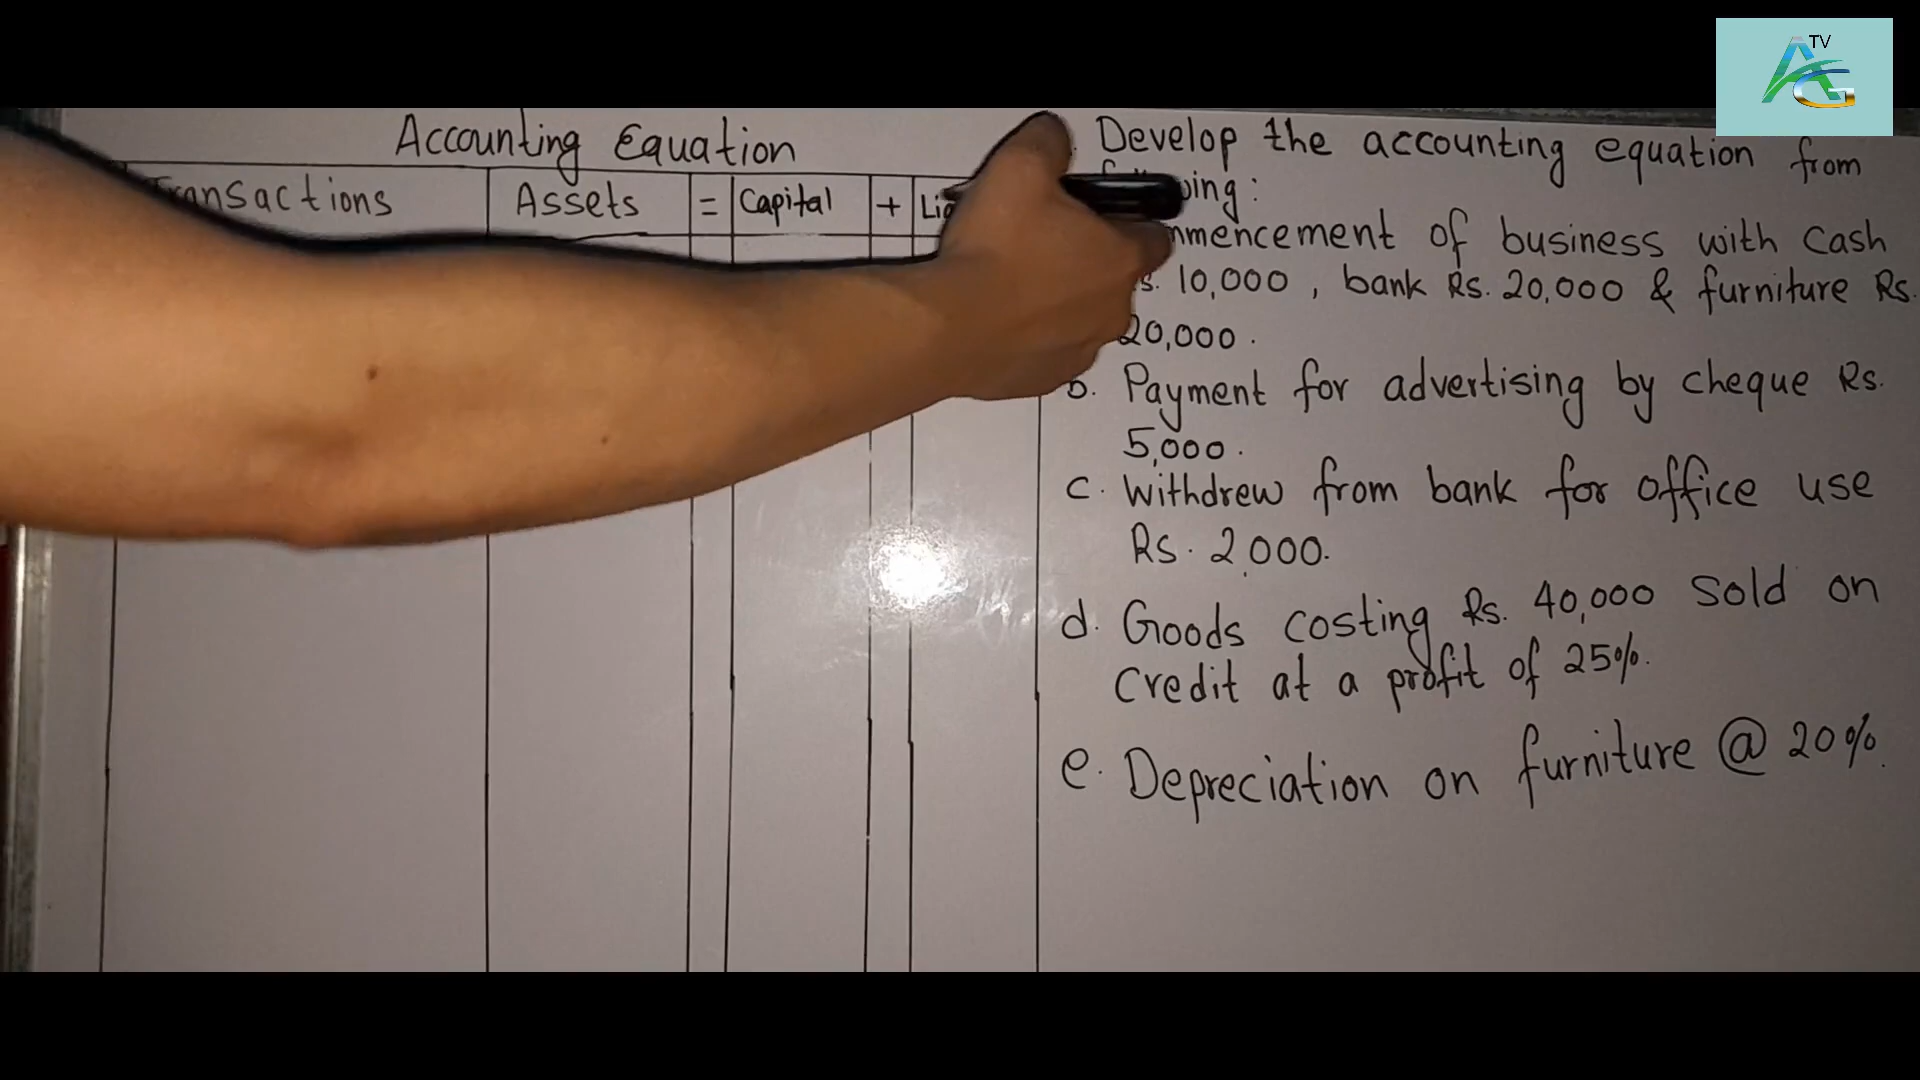 TV
AG
Accounting Equation
Transactions
Assets
=
Capital
+
Develop the accounting equation from
mmencement of business with cash
s. 10,000 , bank Rs. 20,000 & furniture Rs.
20,000.
b. Payment for advertising by cheque Rs.
5,000.
c. Withdrew from bank for office use
Rs. 2,000.
d. Goods costing Rs. 40,000 sold on
credit at a profit of 25%.
e. Depreciation on furniture @ 20%.